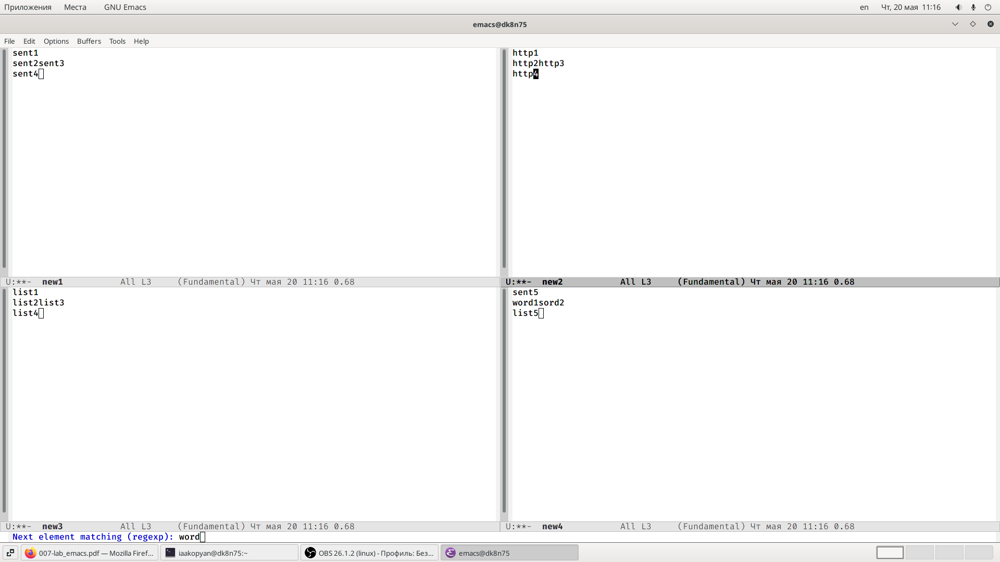 Приложения Места GNU Emacs en Чт, 20 мая 11:16
emacs@dk8n75
File Edit Options Buffers Tools Help
sent1
sent2sent3
sent4
http1
http2http3
http4
U:**- new1 All L3 (Fundamental) Чт мая 20 11:16 0.68
U:**- new2 All L3 (Fundamental) Чт мая 20 11:16 0.68
list1
list2list3
list4
sent5
word1sord2
list5
U:**- new3 All L3 (Fundamental) Чт мая 20 11:16 0.68
U:**- new4 All L3 (Fundamental) Чт мая 20 11:16 0.68
Next element matching (regexp): word
007-lab_emacs.pdf — Mozilla Firef... iaakopyan@dk8n75:~ OBS 26.1.2 (linux) - Профиль: Без... emacs@dk8n75